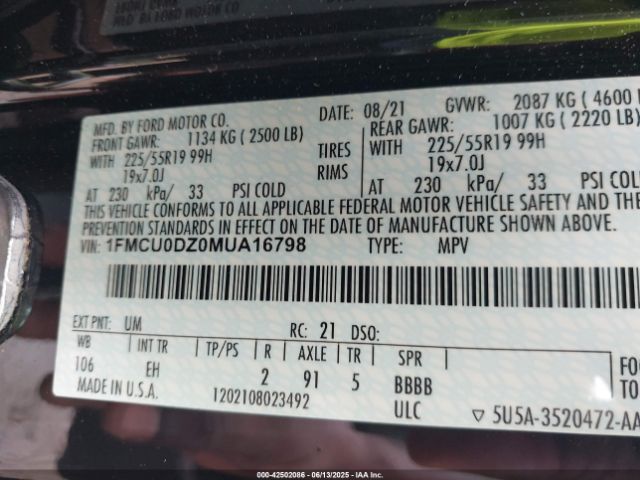 MFD. BY FORD MOTOR CO.
DATE: 08/21 GVWR: 2087 KG ( 4600
FRONT GAWR: 1134 KG ( 2500 LB)
REAR GAWR: 1007 KG ( 2220 LB)
WITH 225/55R19 99H TIRES WITH 225/55R19 99H
19x7.0J RIMS 19x7.0J
AT 230 kPa/ 33 PSI COLD AT 230 kPa/ 33 PSI COLD
THIS VEHICLE CONFORMS TO ALL APPLICABLE FEDERAL MOTOR VEHICLE SAFETY AND
THEFT PREVENTION STANDARDS IN EFFECT ON THE DATE OF MANUFACTURE SHOWN ABOVE.
VIN: 1FMCU0DZ0MUA16798 TYPE: MPV
EXT PNT: UM RC: 21 DSO:
WB INT TR TP/PS R AXLE TR SPR
106 EH 2 91 5 BBBB
MADE IN U.S.A. 1202108023492 ULC
5U5A-3520472-AA
000-42502086 - 06/13/2025 - IAA Inc.